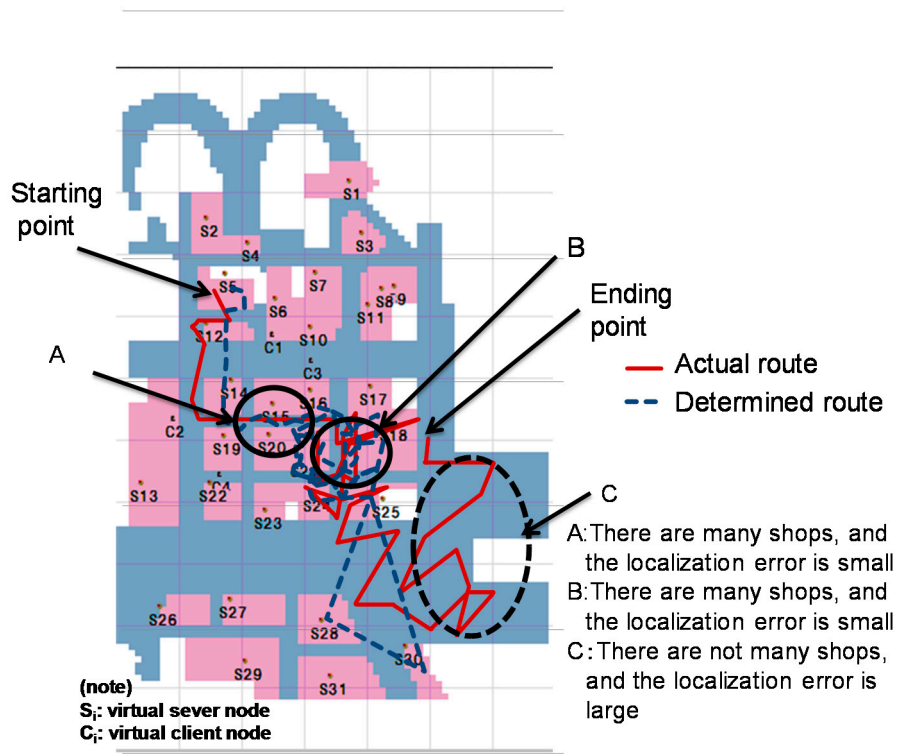 S1
Starting
point
S2
S3
S4
B
S5
S7
Ending
point
S8
S9
S6
S11
S12
S10
C1
A
C3
Actual route
S14
S16
S17
Determined route
S15
C2
S19
S20
S18
C
S13
S22
C4
S24
S25
S23
A:There are many shops, and
the localization error is small
B:There are many shops, and
the localization error is small
C:There are not many shops,
and the localization error is
large
S26
S27
S28
S30
S29
S31
(note)
Si: virtual sever node
Ci: virtual client node